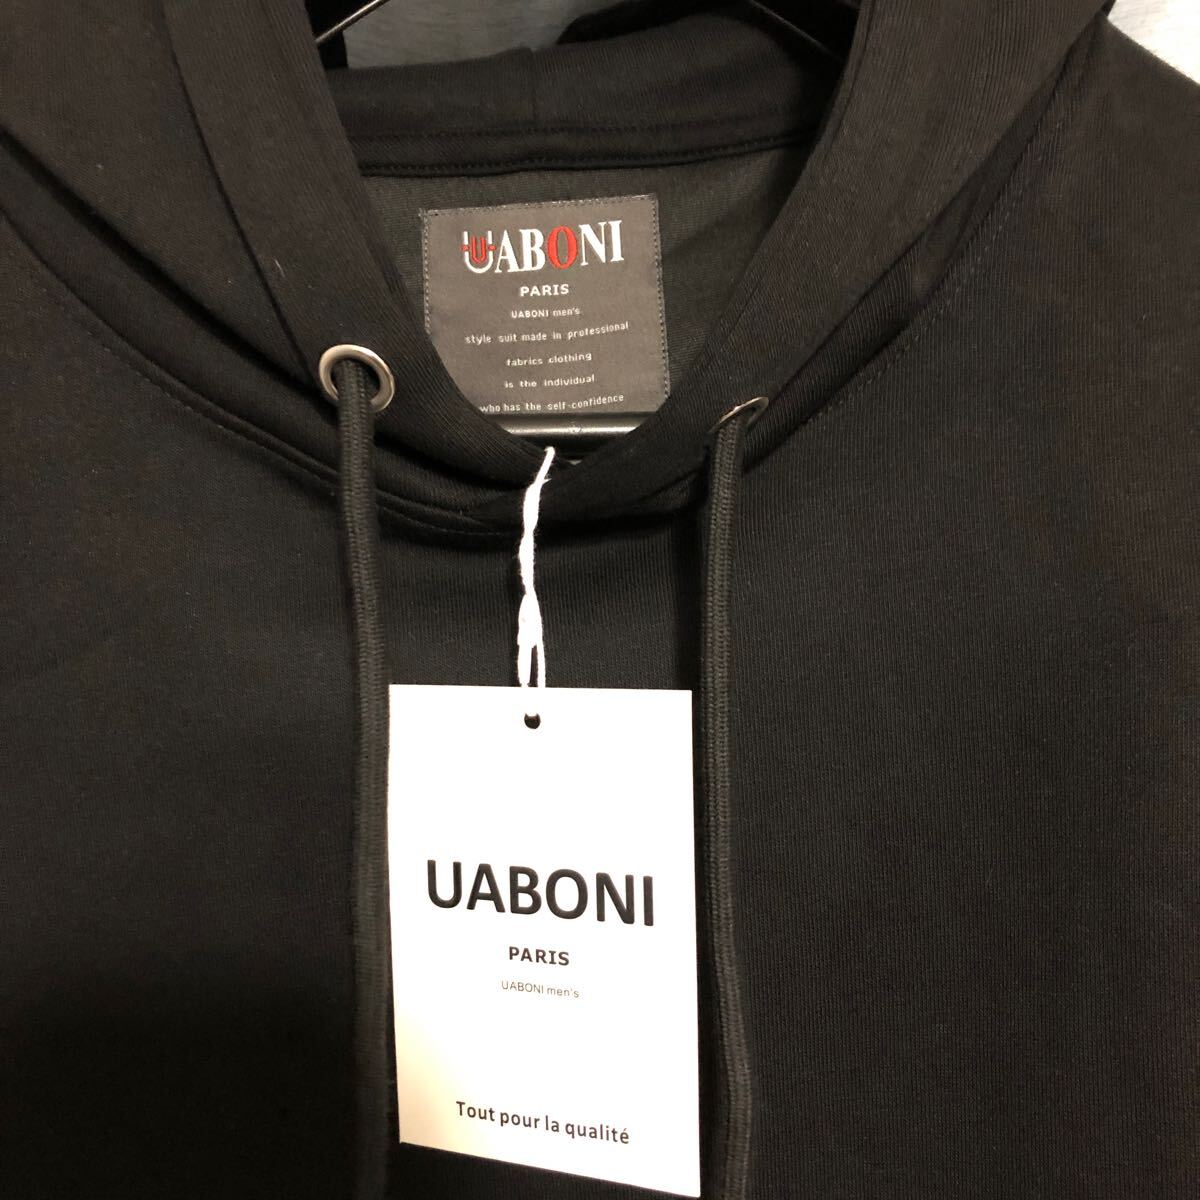 UABONI
PARIS
UABONI men's
style suit made in professional
fabrics clothing
is the individual
who has the self-confidence
UABONI
PARIS
UABONI men's
Tout pour la qualité